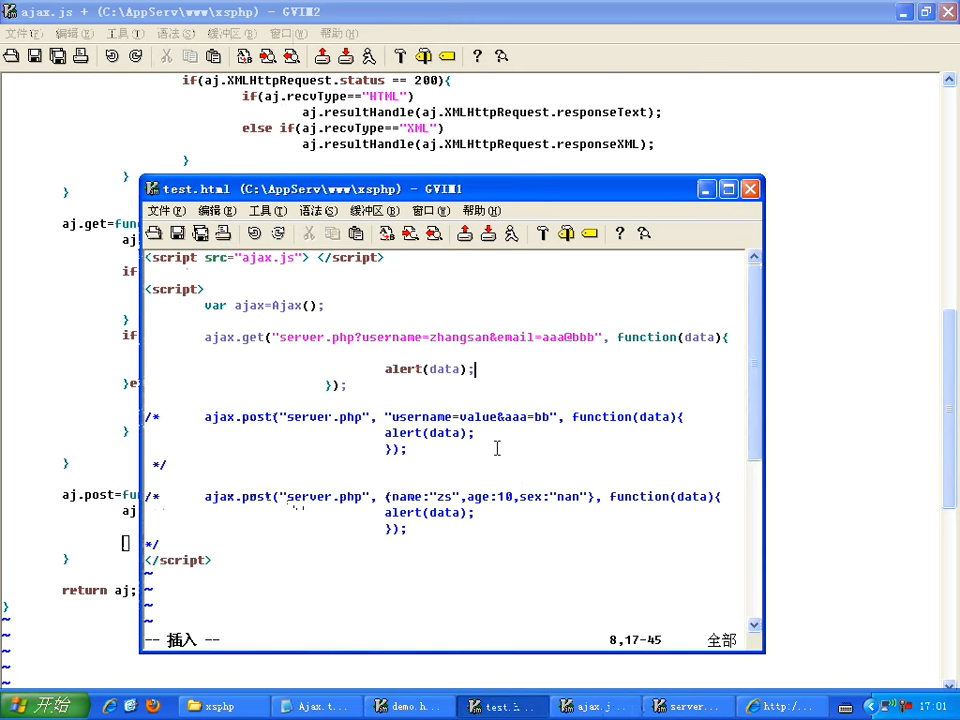 ajax.js + (C:\AppServ\www\xsphp) - GVIM2
文件(F) 编辑(E) 工具(T) 语法(S) 缓冲区(B) 窗口(W) 帮助(H)
if(aj.XMLHttpRequest.status == 200){
if(aj.recvType=="HTML")
aj.resultHandle(aj.XMLHttpRequest.responseText);
else if(aj.recvType=="XML")
aj.resultHandle(aj.XMLHttpRequest.responseXML);
}
}
}
aj.get=fun
aj
if
}
if
}e
}
}
aj.post=fu
aj
}
return aj;
}
~
~
~
~
~
test.html (C:\AppServ\www\xsphp) - GVIM1
文件(F) 编辑(E) 工具(T) 语法(S) 缓冲区(B) 窗口(W) 帮助(H)
<script src="ajax.js"> </script>
<script>
var ajax=Ajax();
ajax.get("server.php?username=zhangsan&email=aaa@bbb", function(data){
alert(data);
});
/* ajax.post("server.php", "username=value&aaa=bb", function(data){
alert(data);
});
*/
/* ajax.post("server.php", {name:"zs",age:10,sex:"nan"}, function(data){
alert(data);
});
*/
</script>
~
~
~
~
-- 插入 -- 8,17-45 全部
开始 xsphp Ajax.t... demo.h... test.h... ajax.j... server... http:/... 17:01